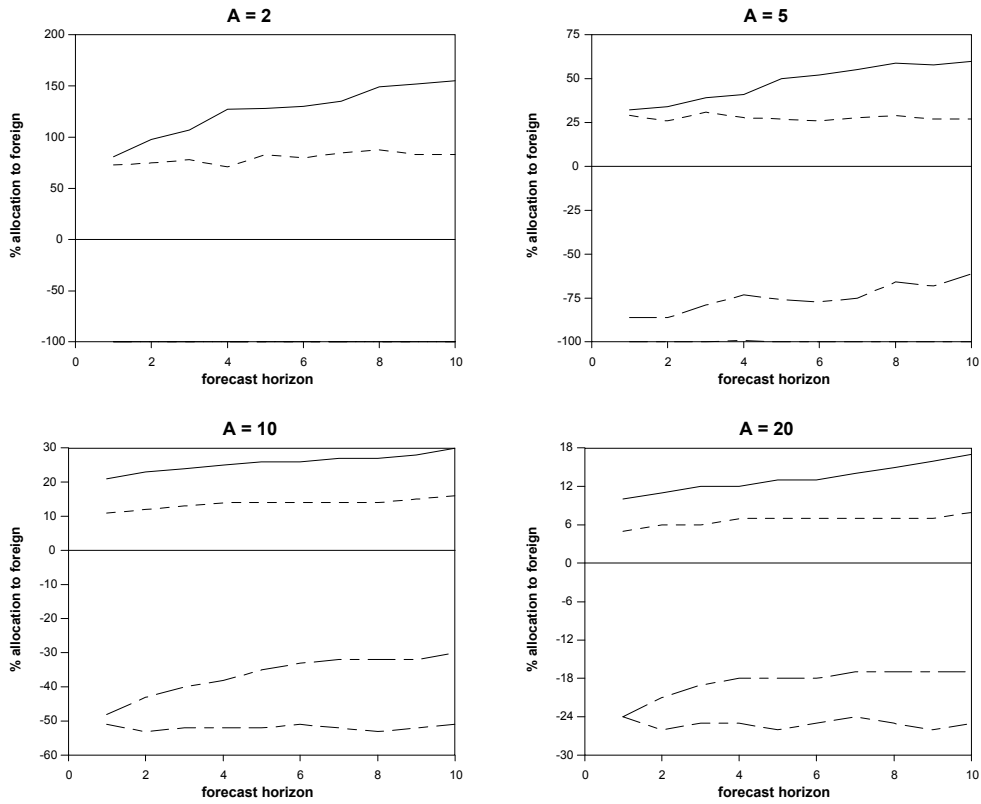 A = 2
200
150
100
50
0
-50
-100
0 2 4 6 8 10
forecast horizon
% allocation to foreign
A = 5
75
50
25
0
-25
-50
-75
-100
0 2 4 6 8 10
forecast horizon
% allocation to foreign
A = 10
30
20
10
0
-10
-20
-30
-40
-50
-60
0 2 4 6 8 10
forecast horizon
% allocation to foreign
A = 20
18
12
6
0
-6
-12
-18
-24
-30
0 2 4 6 8 10
forecast horizon
% allocation to foreign